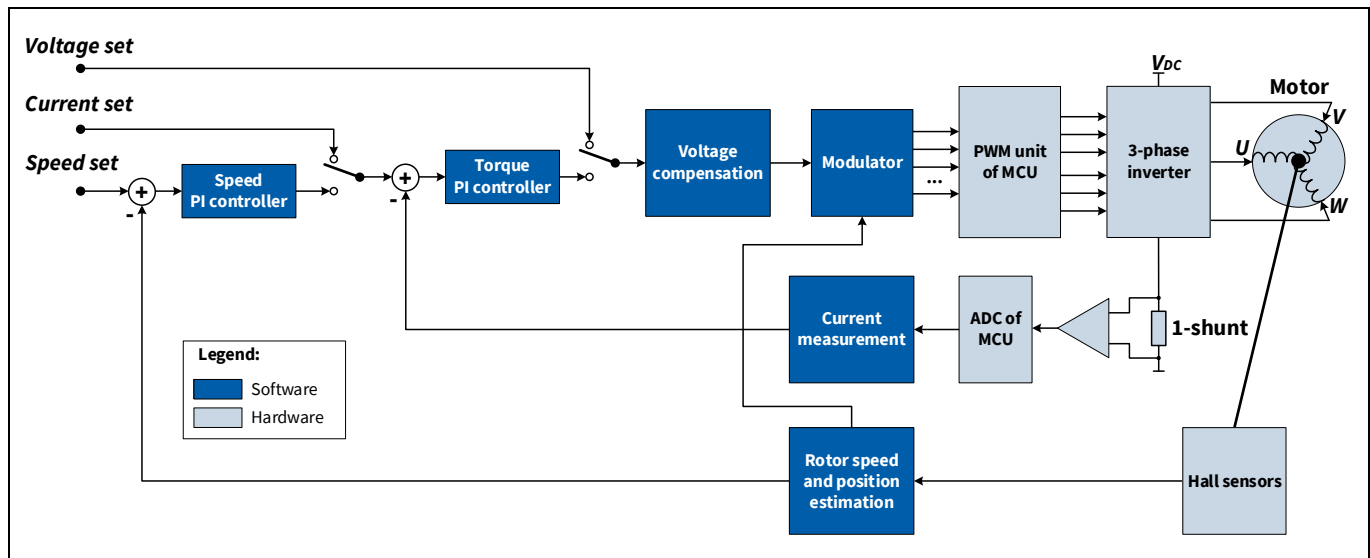 Voltage set
Current set
Speed set
+
-
Speed
PI controller
+
-
Torque
PI controller
Voltage
compensation
Modulator
...
PWM unit
of MCU
VDC
3-phase
inverter
Motor
V
U
W
Current
measurement
ADC of
MCU
1-shunt
Legend:
Software
Hardware
Rotor speed
and position
estimation
Hall sensors